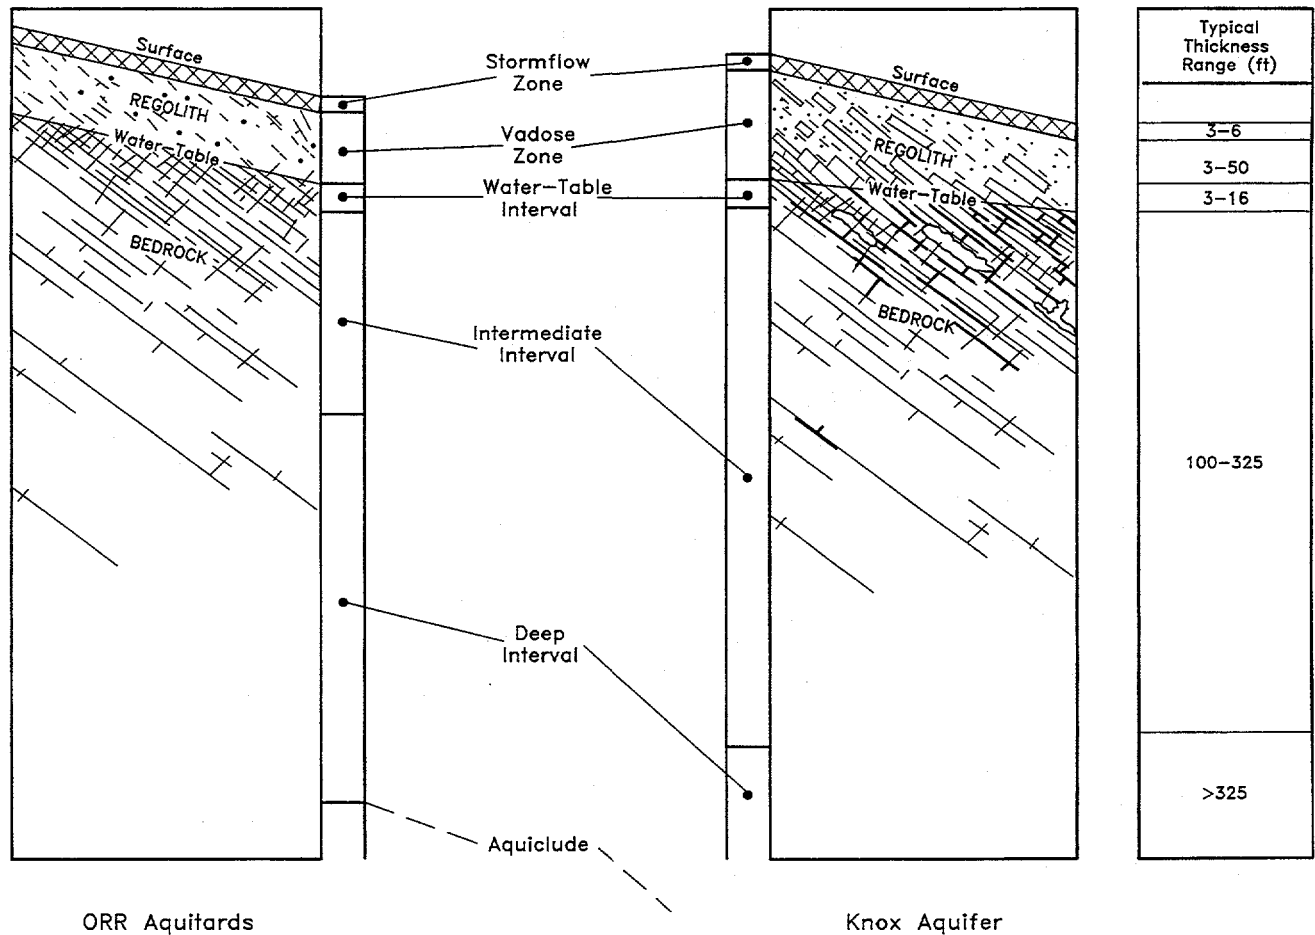 Surface
REGOLITH
Water-Table
BEDROCK
Stormflow
Zone
Vadose
Zone
Water-Table
Interval
Intermediate
Interval
Deep
Interval
Aquiclude
Surface
REGOLITH
Water-Table
BEDROCK
Typical
Thickness
Range (ft)
3-6
3-50
3-16
100-325
>325
ORR Aquitards
Knox Aquifer